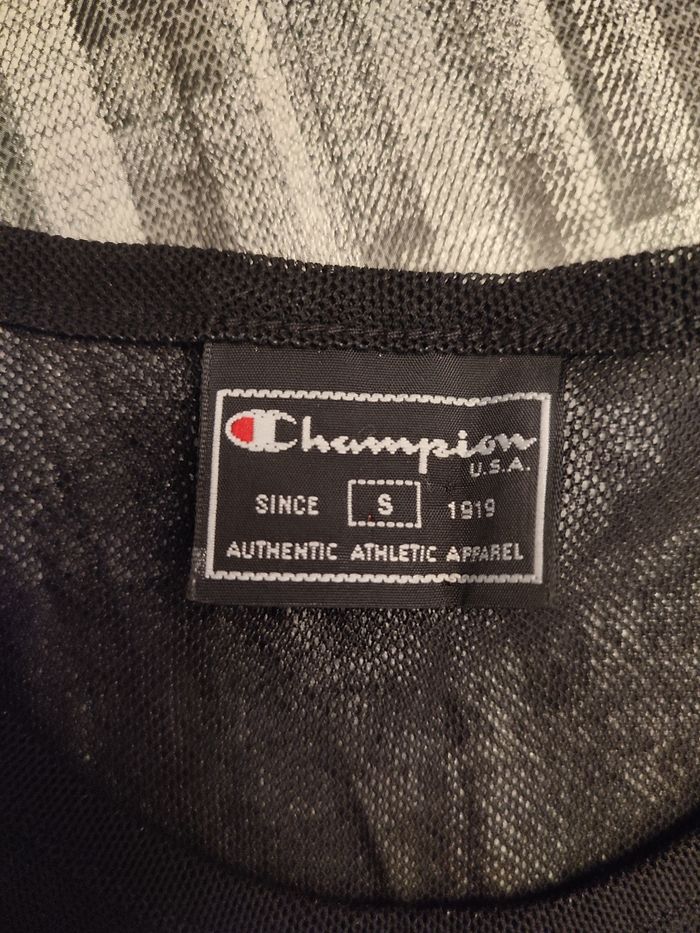 Champion
U.S.A.
SINCE S 1919
AUTHENTIC ATHLETIC APPAREL